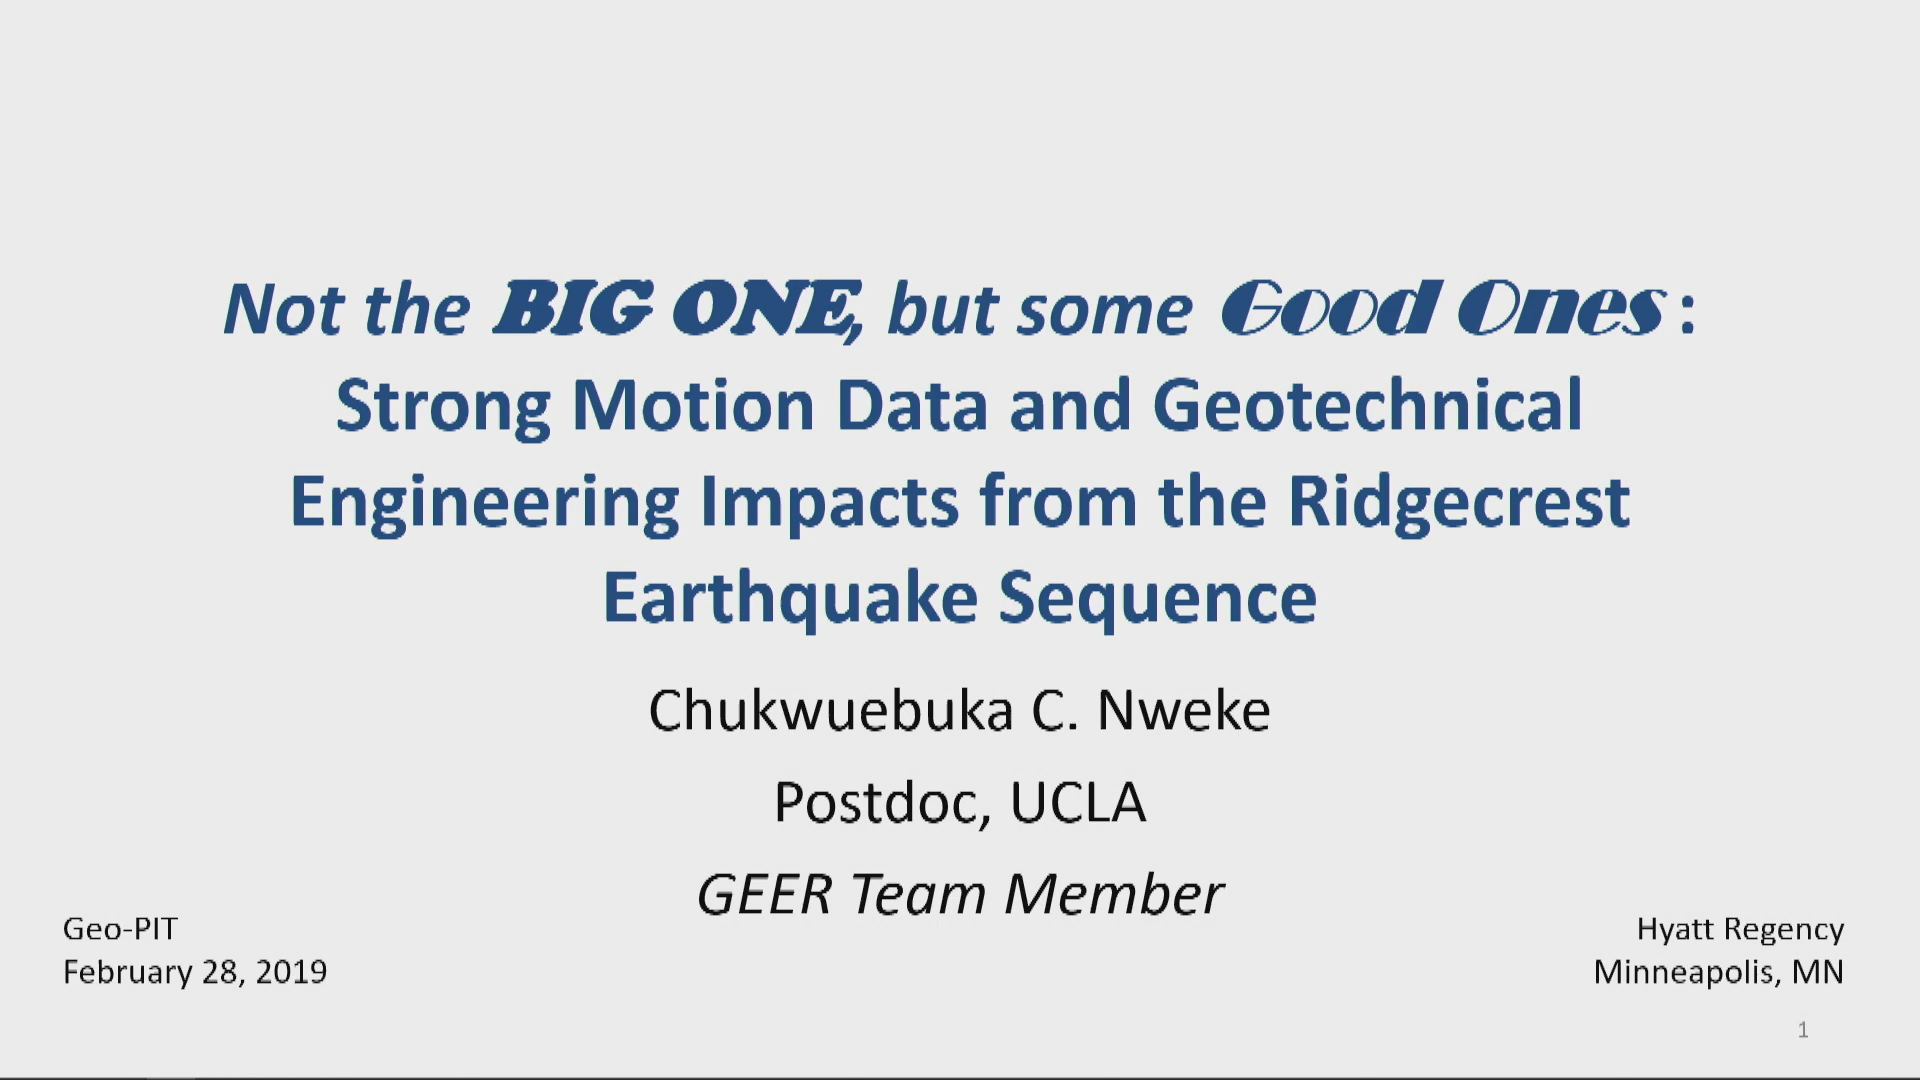 Not the BIG ONE, but some Good Ones :
Strong Motion Data and Geotechnical
Engineering Impacts from the Ridgecrest
Earthquake Sequence
Chukwuebuka C. Nweke
Postdoc, UCLA
GEER Team Member
Geo-PIT
February 28, 2019
Hyatt Regency
Minneapolis, MN
1